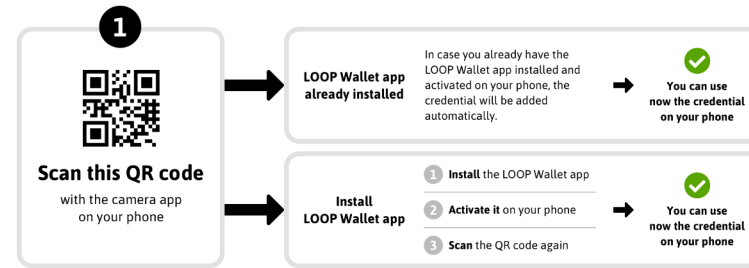 1
Scan this QR code
with the camera app
on your phone
LOOP Wallet app
already installed
In case you already have the
LOOP Wallet app installed and
activated on your phone, the
credential will be added
automatically.
You can use
now the credential
on your phone
Install
LOOP Wallet app
1 Install the LOOP Wallet app
2 Activate it on your phone
3 Scan the QR code again
You can use
now the credential
on your phone